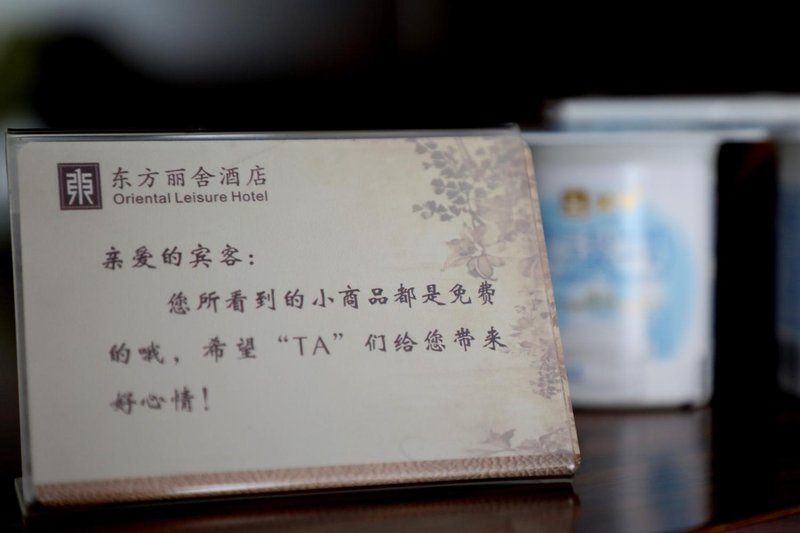 东方丽舍酒店
Oriental Leisure Hotel
亲爱的宾客：
您所看到的小商品都是免费
的哦，希望“TA”们给您带来
好心情！